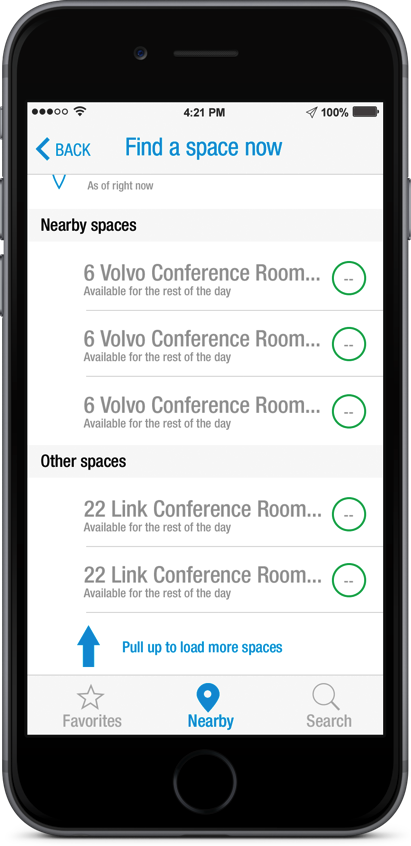 4:21 PM
100%
BACK
Find a space now
As of right now
Nearby spaces
6 Volvo Conference Room...
Available for the rest of the day
--
6 Volvo Conference Room...
Available for the rest of the day
--
6 Volvo Conference Room...
Available for the rest of the day
--
Other spaces
22 Link Conference Room...
Available for the rest of the day
--
22 Link Conference Room...
Available for the rest of the day
--
Pull up to load more spaces
Favorites
Nearby
Search